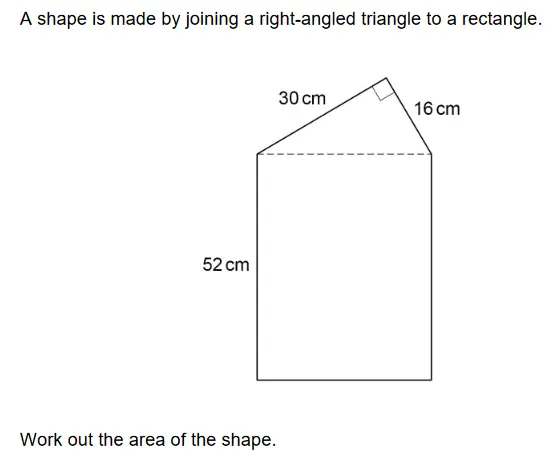 A shape is made by joining a right-angled triangle to a rectangle.
30 cm
16 cm
52 cm
Work out the area of the shape.